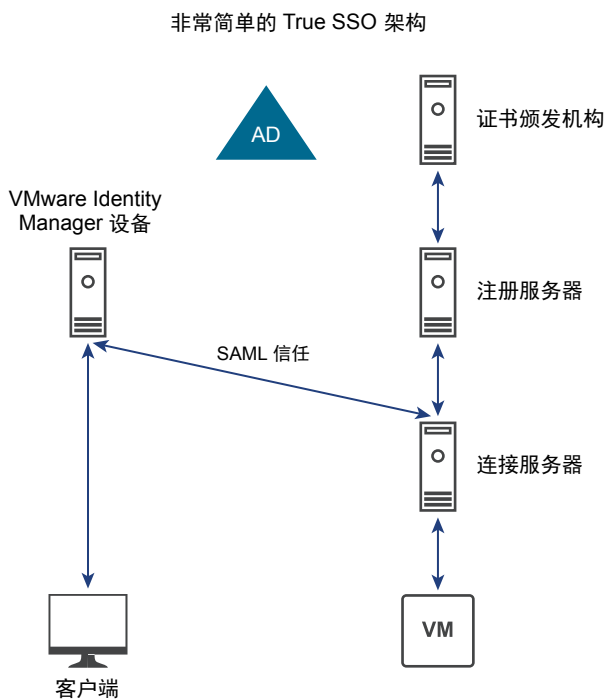 非常简单的 True SSO 架构
AD
证书颁发机构
VMware Identity
Manager 设备
注册服务器
SAML 信任
连接服务器
VM
客户端